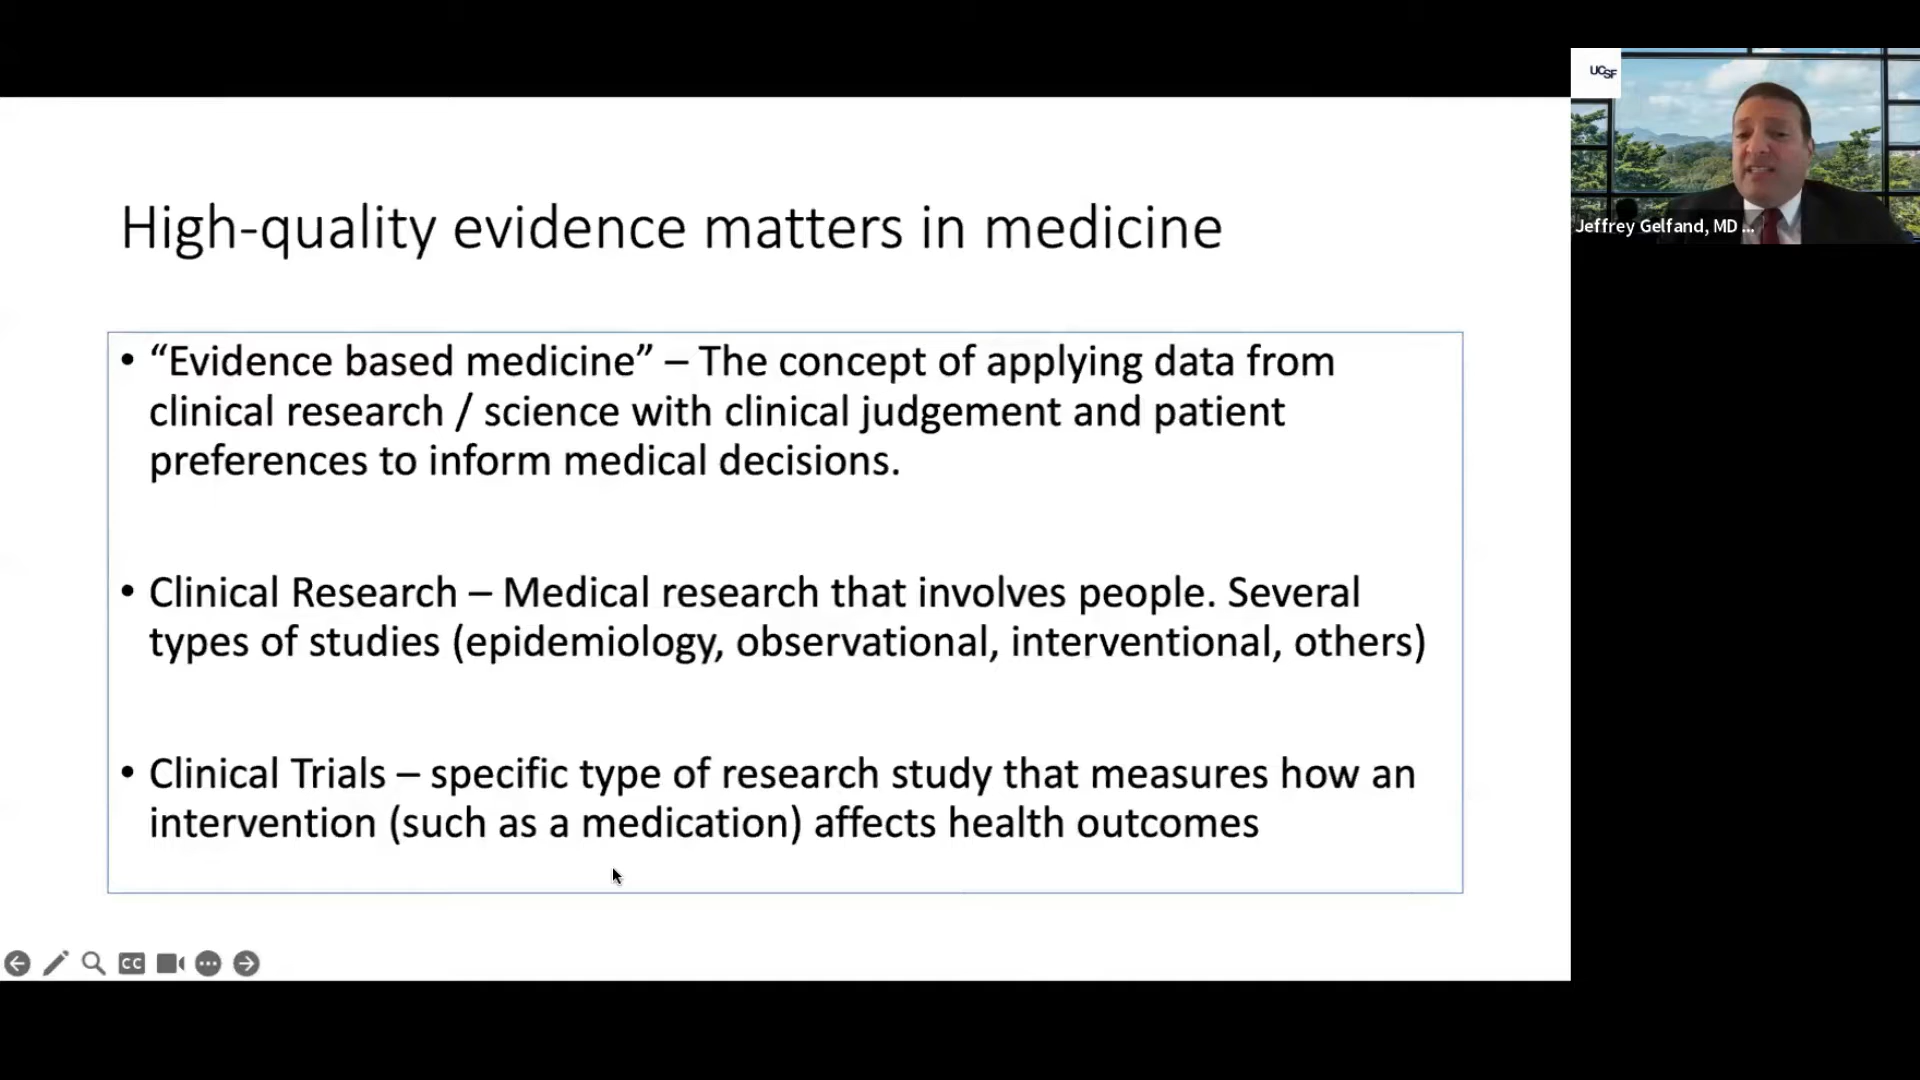 UCSF
Jeffrey Gelfand, MD ...
High-quality evidence matters in medicine
• “Evidence based medicine” – The concept of applying data from
clinical research / science with clinical judgement and patient
preferences to inform medical decisions.
• Clinical Research – Medical research that involves people. Several
types of studies (epidemiology, observational, interventional, others)
• Clinical Trials – specific type of research study that measures how an
intervention (such as a medication) affects health outcomes
CC